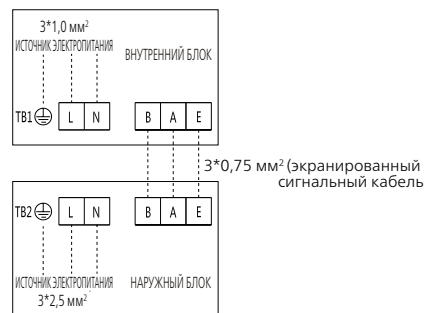 3*1,0 мм²
ИСТОЧНИК ЭЛЕКТРОПИТАНИЯ
ВНУТРЕННИЙ БЛОК
TB1 L N B A E
3*0,75 мм² (экранированный
сигнальный кабель
TB2 L N B A E
ИСТОЧНИК ЭЛЕКТРОПИТАНИЯ НАРУЖНЫЙ БЛОК
3*2,5 мм²